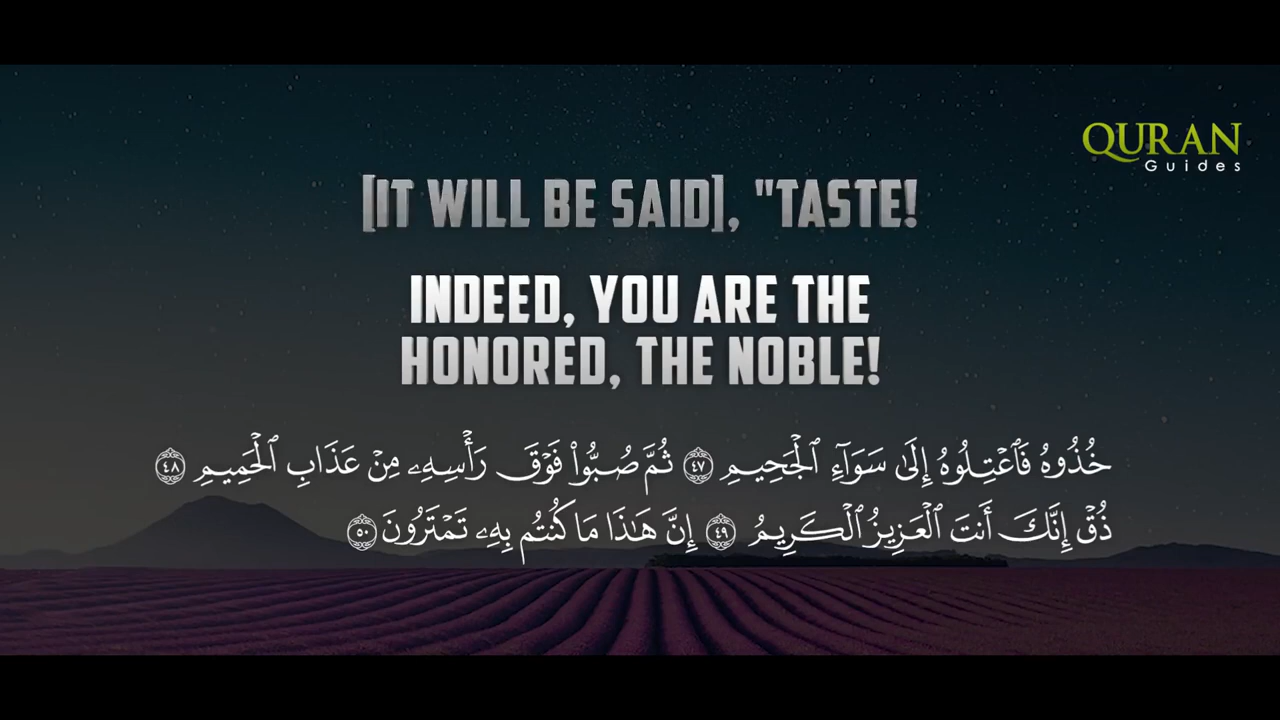 QURAN
Guides
[IT WILL BE SAID], "TASTE!
INDEED, YOU ARE THE
HONORED, THE NOBLE!
خُذُوهُ فَٱعْتِلُوهُ إِلَىٰ سَوَآءِ ٱلْجَحِيمِ ٤٧ ثُمَّ صُبُّوا۟ فَوْقَ رَأْسِهِۦ مِنْ عَذَابِ ٱلْحَمِيمِ ٤٨
ذُقْ إِنَّكَ أَنتَ ٱلْعَزِيزُ ٱلْكَرِيمُ ٤٩ إِنَّ هَـٰذَا مَا كُنتُم بِهِۦ تَمْتَرُونَ ٥٠